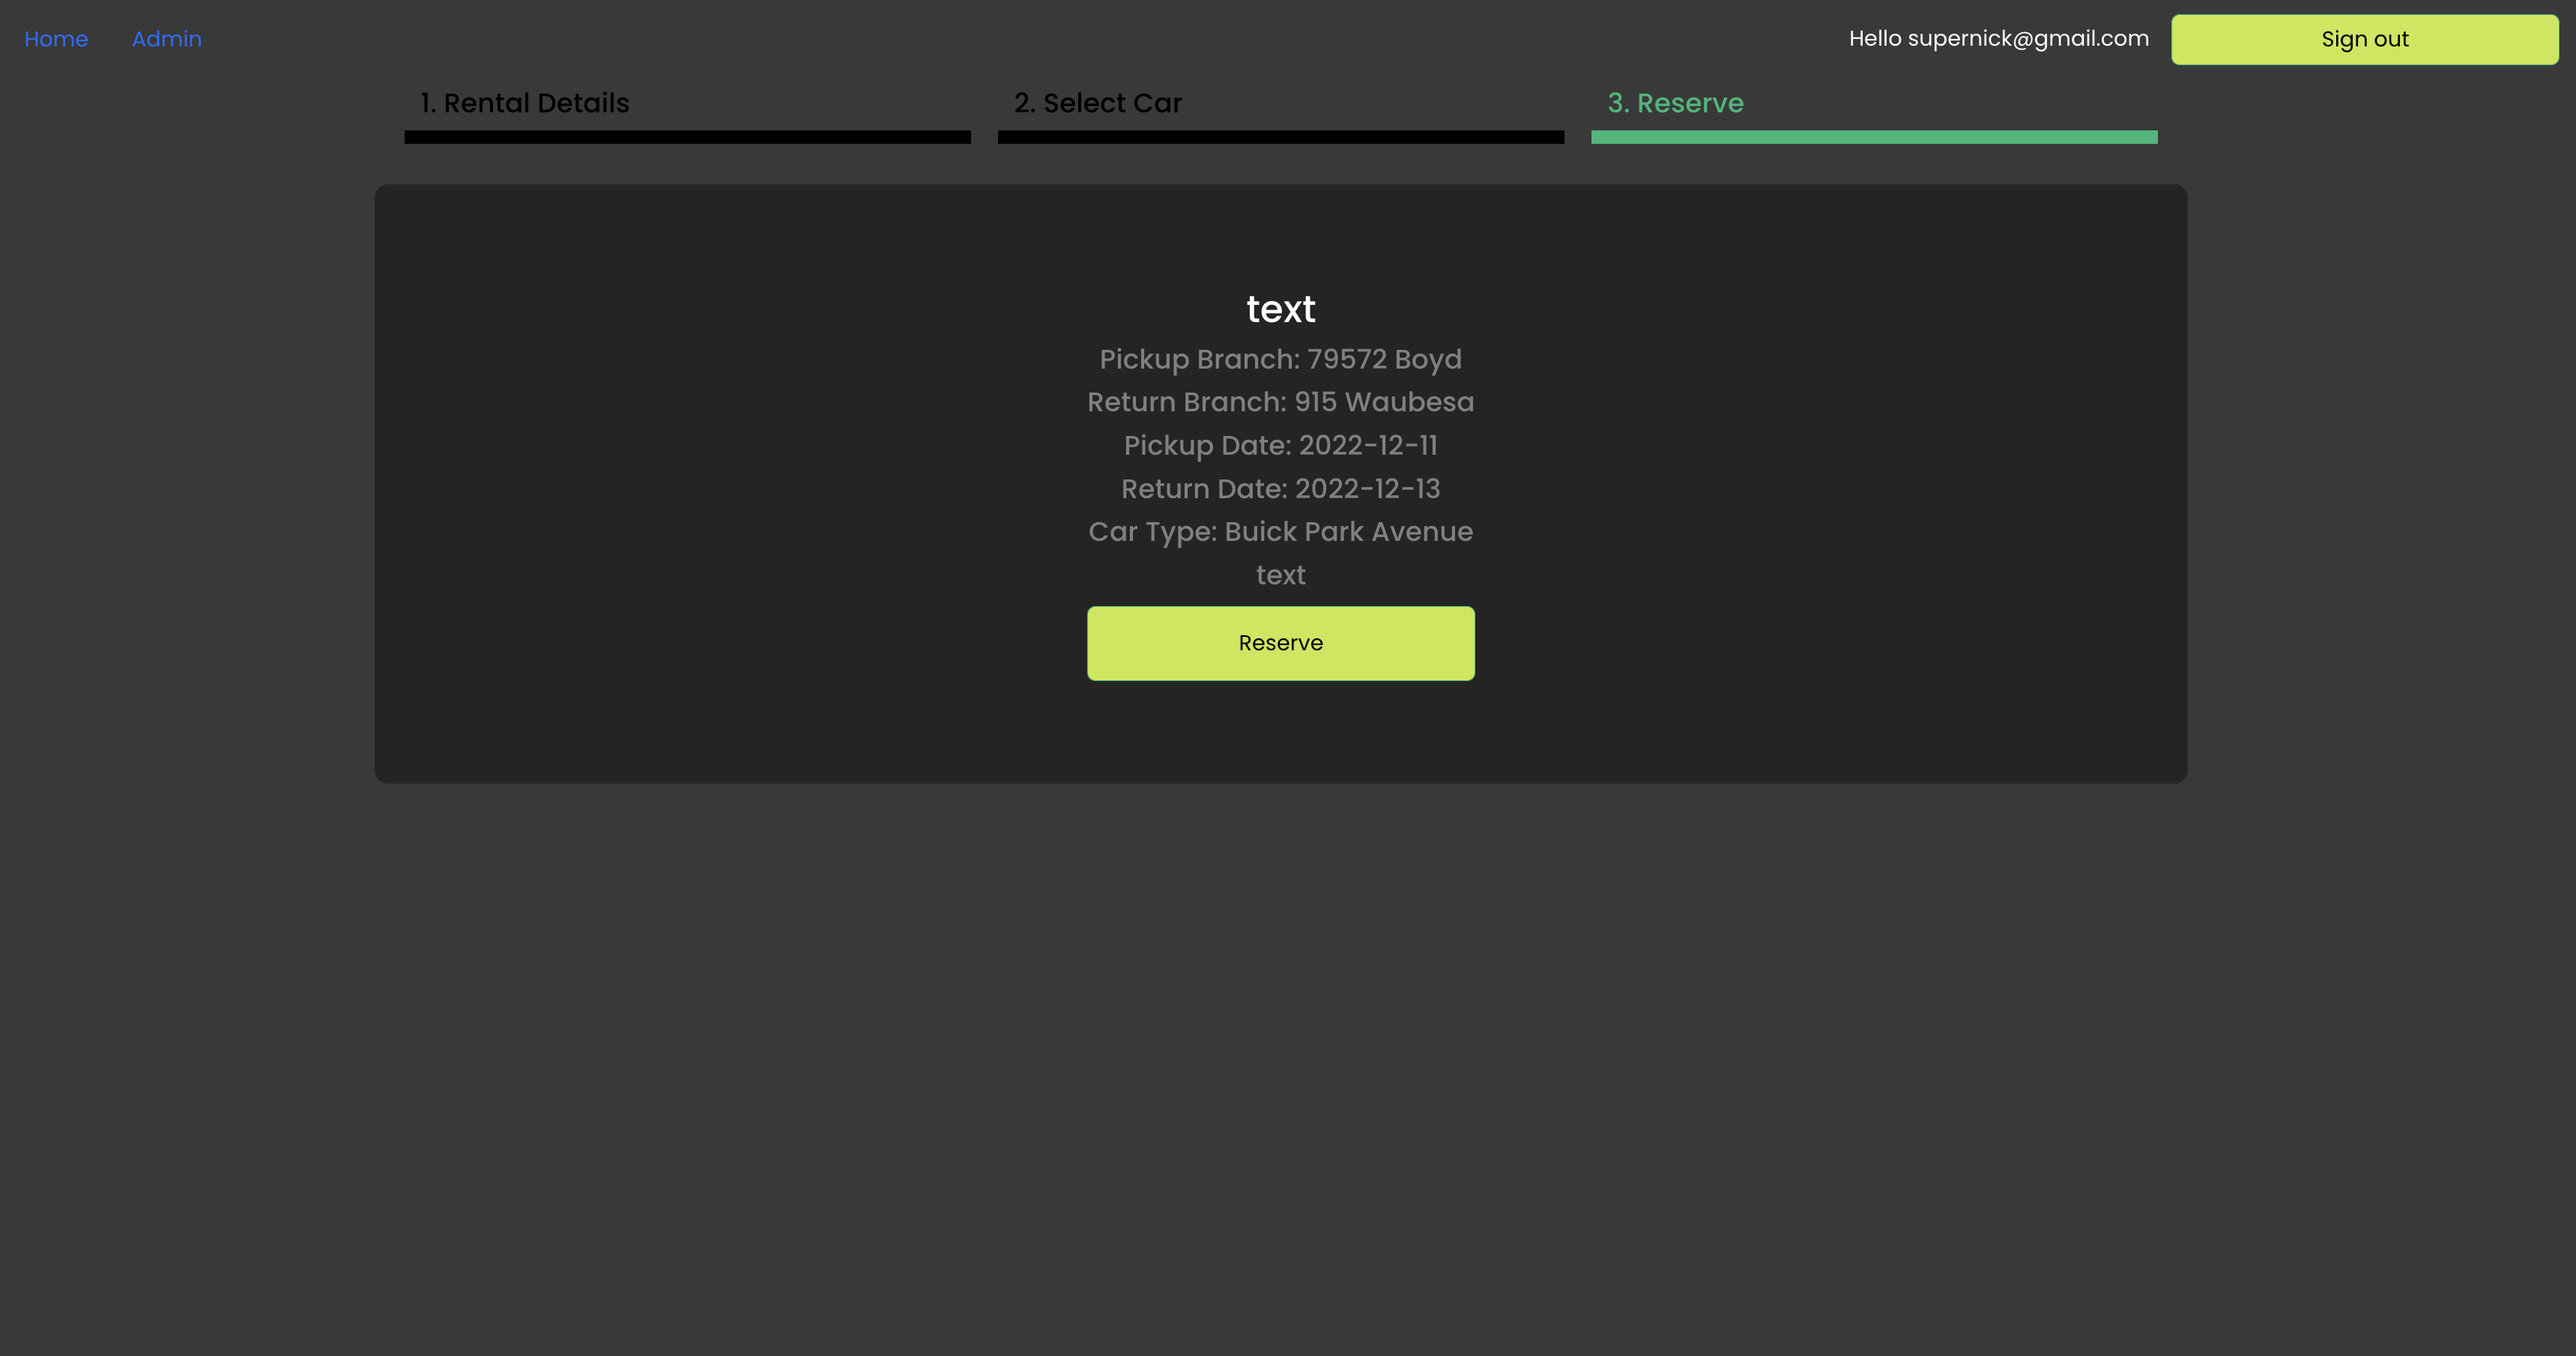 Home Admin Hello supernick@gmail.com Sign out
1. Rental Details 2. Select Car 3. Reserve
text
Pickup Branch: 79572 Boyd
Return Branch: 915 Waubesa
Pickup Date: 2022-12-11
Return Date: 2022-12-13
Car Type: Buick Park Avenue
text
Reserve